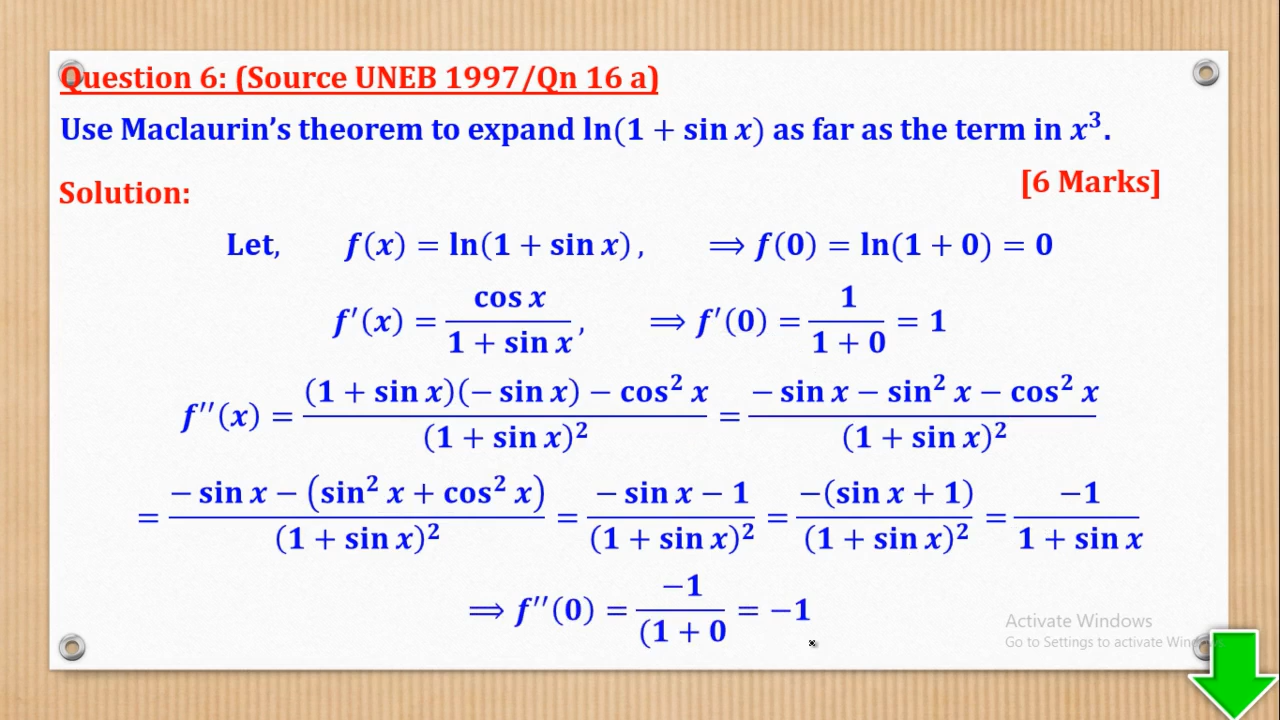 Question 6: (Source UNEB 1997/Qn 16 a)
Use Maclaurin's theorem to expand ln(1 + sin x) as far as the term in x³.
[6 Marks]
Solution:
Let, f(x) = ln(1 + sin x), ⟹ f(0) = ln(1 + 0) = 0
f′(x) = cos x / 1 + sin x, ⟹ f′(0) = 1 / 1 + 0 = 1
f′′(x) = (1 + sin x)(− sin x) − cos² x / (1 + sin x)² = − sin x − sin² x − cos² x / (1 + sin x)²
= − sin x − (sin² x + cos² x) / (1 + sin x)² = − sin x − 1 / (1 + sin x)² = −(sin x + 1) / (1 + sin x)² = −1 / 1 + sin x
⟹ f′′(0) = −1 / (1 + 0 = −1
Activate Windows
Go to Settings to activate Windows.